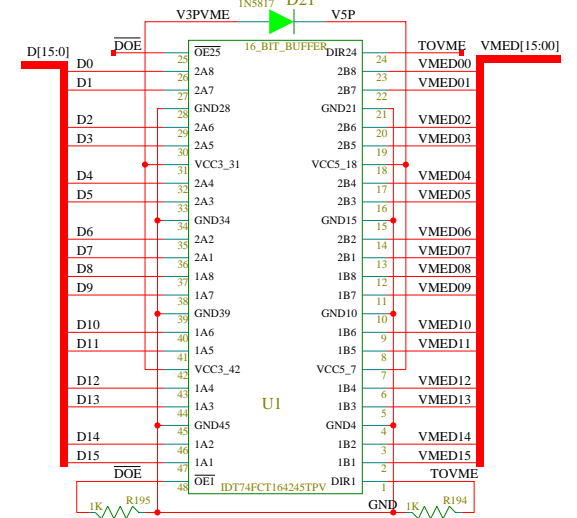 1N5817 D21
V3PVME V5P
DOE 16_BIT_BUFFER TOVME VMED[15:00]
D[15:0] OE25 DIR24
25 24
D0 2A8 2B8 VMED00
26 23
D1 2A7 2B7 VMED01
27 22
GND28 GND21
28 21
D2 2A6 2B6 VMED02
29 20
D3 2A5 2B5 VMED03
30 19
VCC3_31 VCC5_18
31 18
D4 2A4 2B4 VMED04
32 17
D5 2A3 2B3 VMED05
33 16
GND34 GND15
34 15
D6 2A2 2B2 VMED06
35 14
D7 2A1 2B1 VMED07
36 13
D8 1A8 1B8 VMED08
37 12
D9 1A7 1B7 VMED09
38 11
GND39 GND10
39 10
D10 1A6 1B6 VMED10
40 9
D11 1A5 1B5 VMED11
41 8
VCC3_42 VCC5_7
42 7
D12 1A4 1B4 VMED12
43 6
D13 1A3 U1 1B3 VMED13
44 5
GND45 GND4
45 4
D14 1A2 1B2 VMED14
46 3
D15 1A1 1B1 VMED15
47 2
DOE OE1 DIR1 TOVME
48 IDT74FCT164245TPV 1
1K R195 GND 1K R194